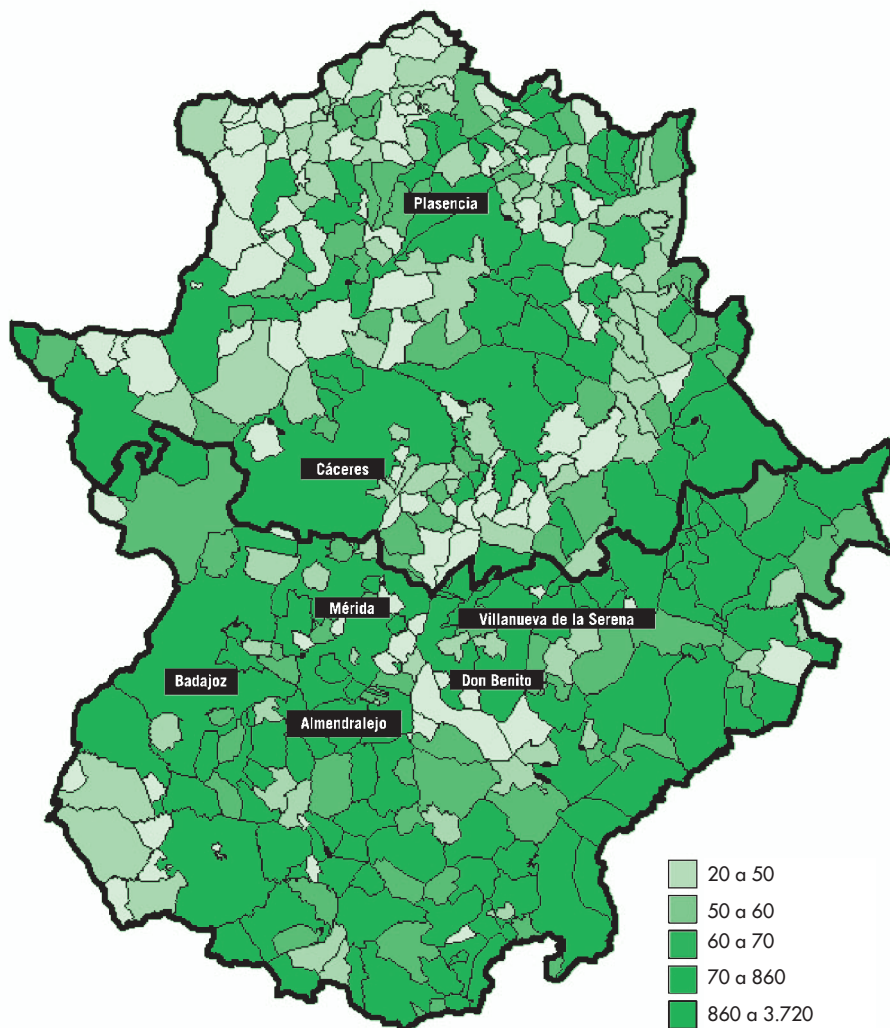 Plasencia
Cáceres
Mérida
Villanueva de la Serena
Badajoz
Don Benito
Almendralejo
20 a 50
50 a 60
60 a 70
70 a 860
860 a 3.720